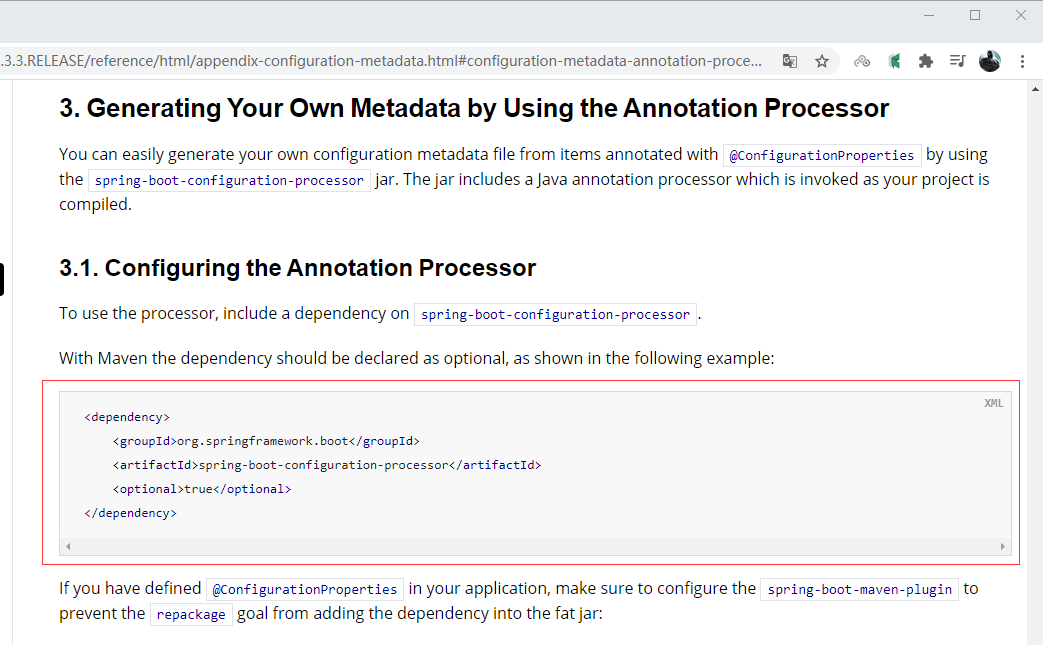 .3.3.RELEASE/reference/html/appendix-configuration-metadata.html#configuration-metadata-annotation-proce...
3. Generating Your Own Metadata by Using the Annotation Processor
You can easily generate your own configuration metadata file from items annotated with @ConfigurationProperties by using
the spring-boot-configuration-processor jar. The jar includes a Java annotation processor which is invoked as your project is
compiled.
3.1. Configuring the Annotation Processor
To use the processor, include a dependency on spring-boot-configuration-processor.
With Maven the dependency should be declared as optional, as shown in the following example:
XML
<dependency>
    <groupId>org.springframework.boot</groupId>
    <artifactId>spring-boot-configuration-processor</artifactId>
    <optional>true</optional>
</dependency>
If you have defined @ConfigurationProperties in your application, make sure to configure the spring-boot-maven-plugin to
prevent the repackage goal from adding the dependency into the fat jar: